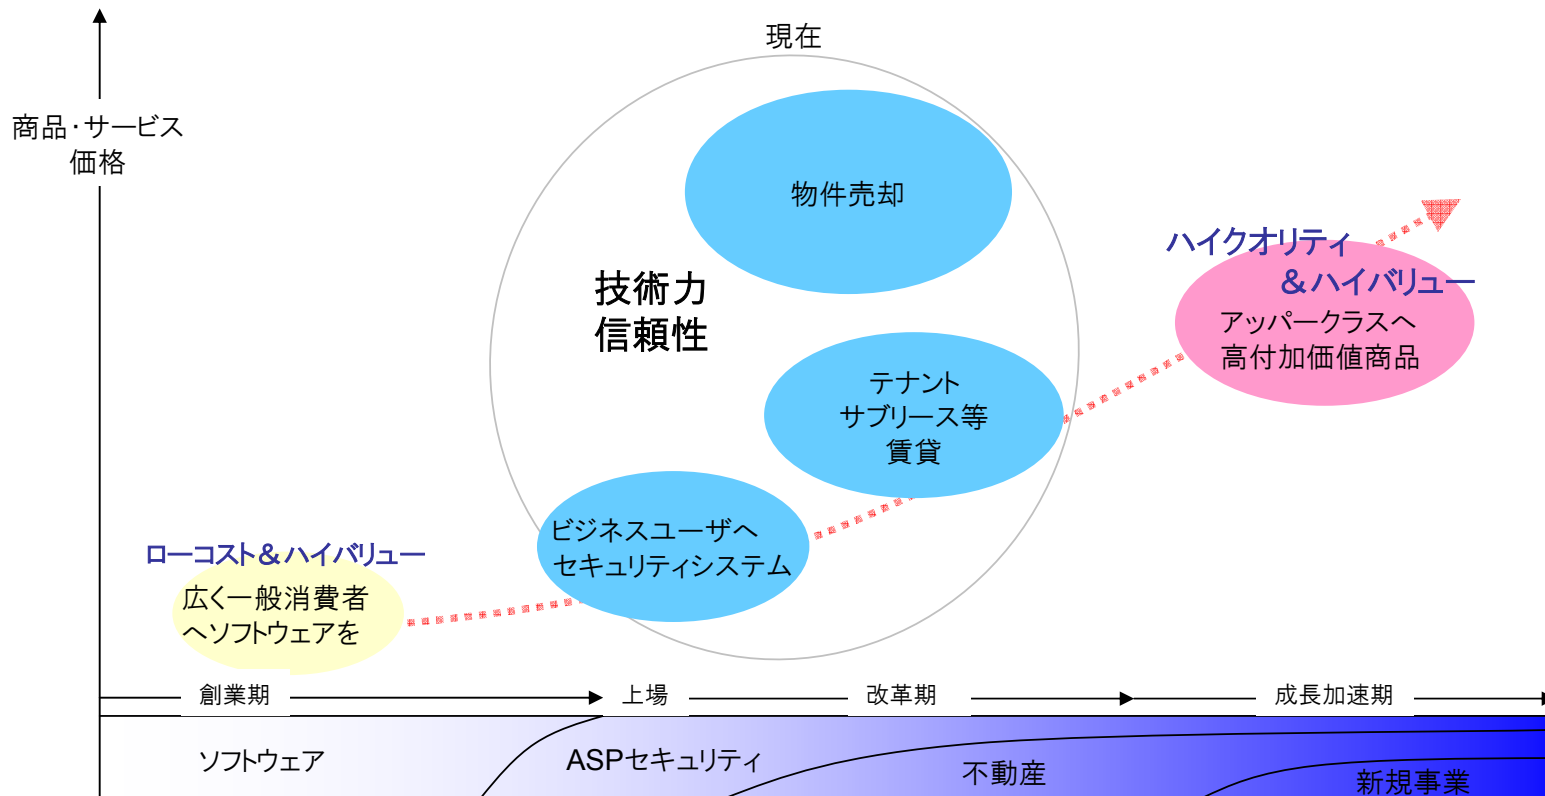 現在
商品・サービス
価格
物件売却
技術力
信頼性
ハイクオリティ
＆ハイバリュー
アッパークラスへ
高付加価値商品
テナント
サブリース等
賃貸
ビジネスユーザへ
セキュリティシステム
ローコスト＆ハイバリュー
広く一般消費者
へソフトウェアを
創業期
上場
改革期
成長加速期
ソフトウェア
ASPセキュリティ
不動産
新規事業